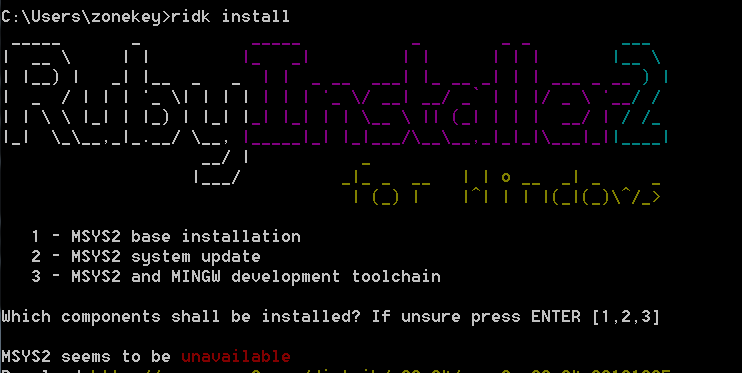 C:\Users\zonekey>ridk install
RubyInstaller2
for Windows
1 - MSYS2 base installation
2 - MSYS2 system update
3 - MSYS2 and MINGW development toolchain
Which components shall be installed? If unsure press ENTER [1,2,3]
MSYS2 seems to be unavailable